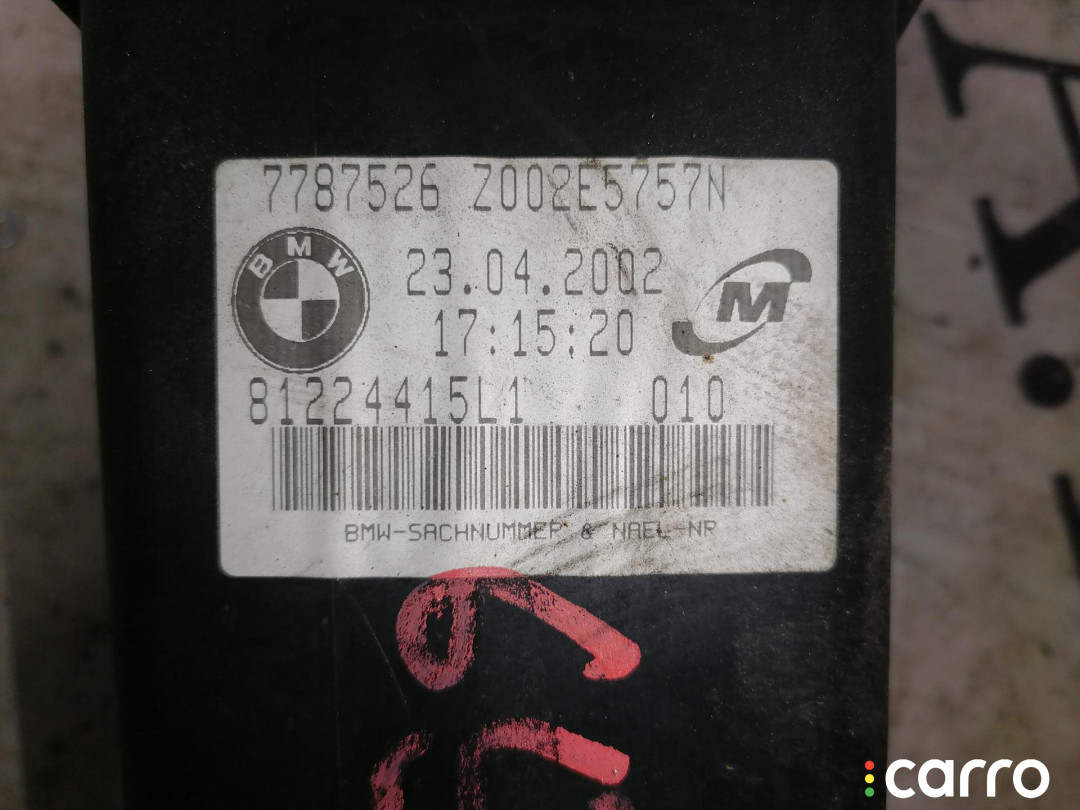 7787526 Z002E5757N
BMW
23.04.2002
M
17:15:20
81224415L1 010
BMW-SACHNUMMER & NAEL-NR
carro